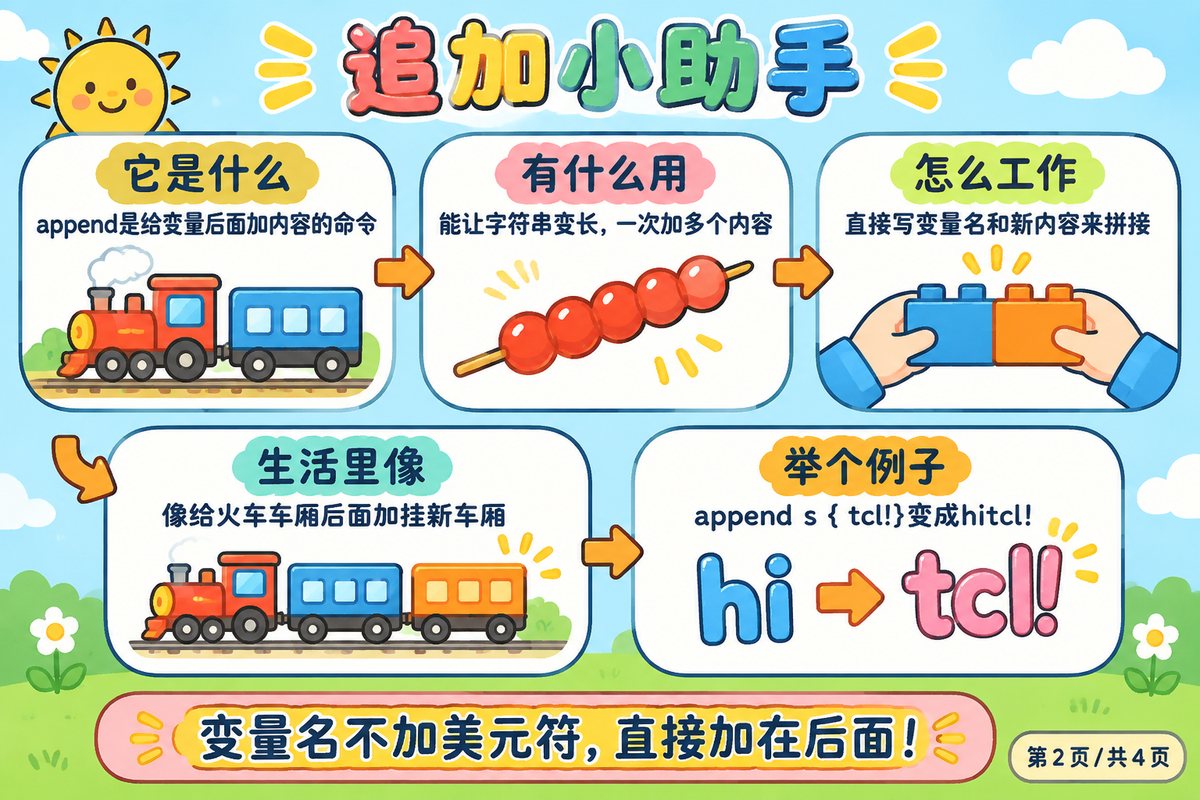 追加小助手
它是什么
append是给变量后面加内容的命令
有什么用
能让字符串变长，一次加多个内容
怎么工作
直接写变量名和新内容来拼接
生活里像
像给火车车厢后面加挂新车厢
举个例子
append s { tcl!}变成hitcl!
hi
tcl!
变量名不加美元符，直接加在后面！
第2页/共4页